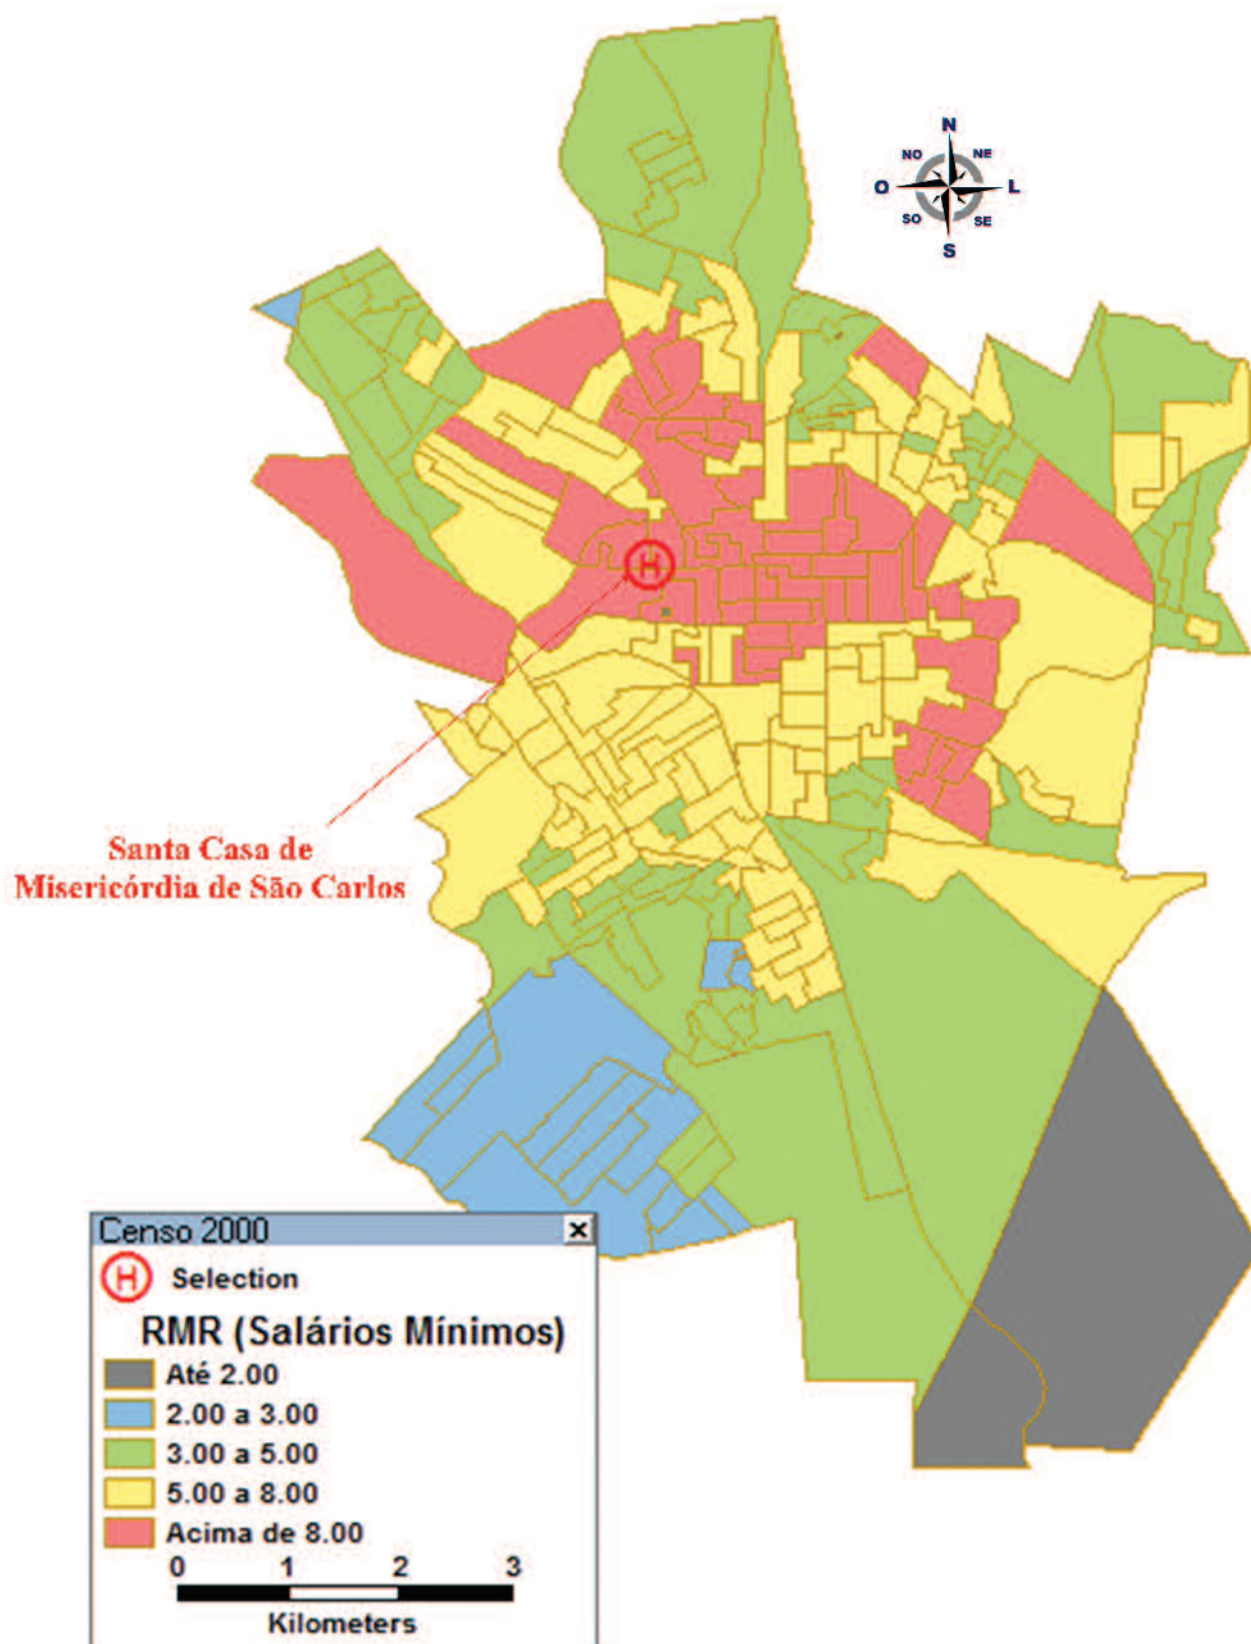 N
NO
NE
O
L
SO
SE
S
H
Santa Casa de
Misericórdia de São Carlos
Censo 2000
x
H Selection
RMR (Salários Mínimos)
Até 2.00
2.00 a 3.00
3.00 a 5.00
5.00 a 8.00
Acima de 8.00
0 1 2 3
Kilometers